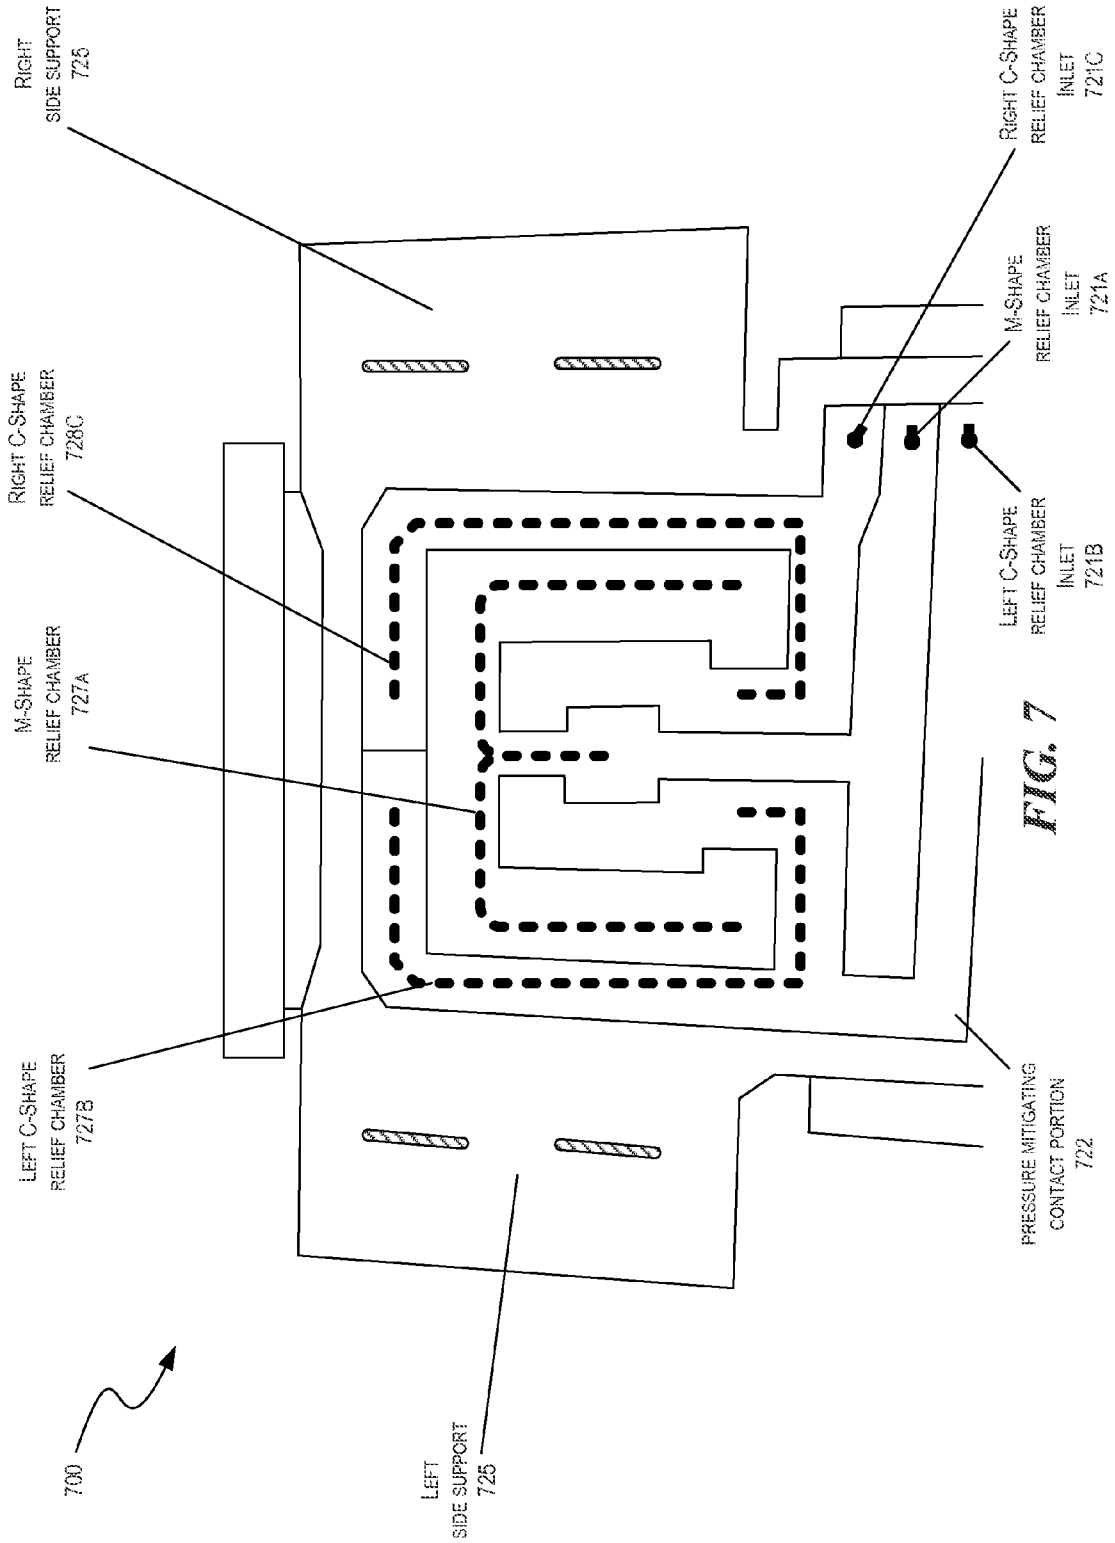 700
LEFT
SIDE SUPPORT
725
LEFT C-SHAPE
RELIEF CHAMBER
727B
M-SHAPE
RELIEF CHAMBER
727A
RIGHT C-SHAPE
RELIEF CHAMBER
728C
RIGHT
SIDE SUPPORT
725
PRESSURE MITIGATING
CONTACT PORTION
722
LEFT C-SHAPE
RELIEF CHAMBER
INLET
721B
M-SHAPE
RELIEF CHAMBER
INLET
721A
RIGHT C-SHAPE
RELIEF CHAMBER
INLET
721C
FIG. 7